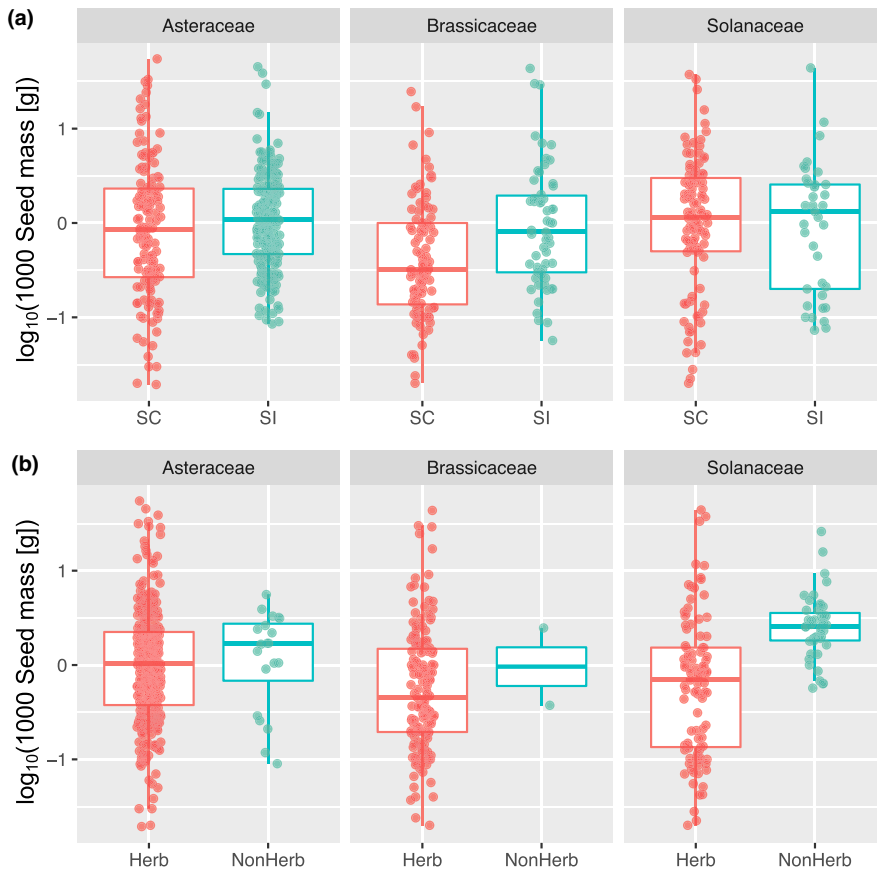 (a)
Asteraceae Brassicaceae Solanaceae
log₁₀(1000 Seed mass [g])
1
0
−1
SC SI SC SI SC SI
(b)
Asteraceae Brassicaceae Solanaceae
log₁₀(1000 Seed mass [g])
1
0
−1
Herb NonHerb Herb NonHerb Herb NonHerb